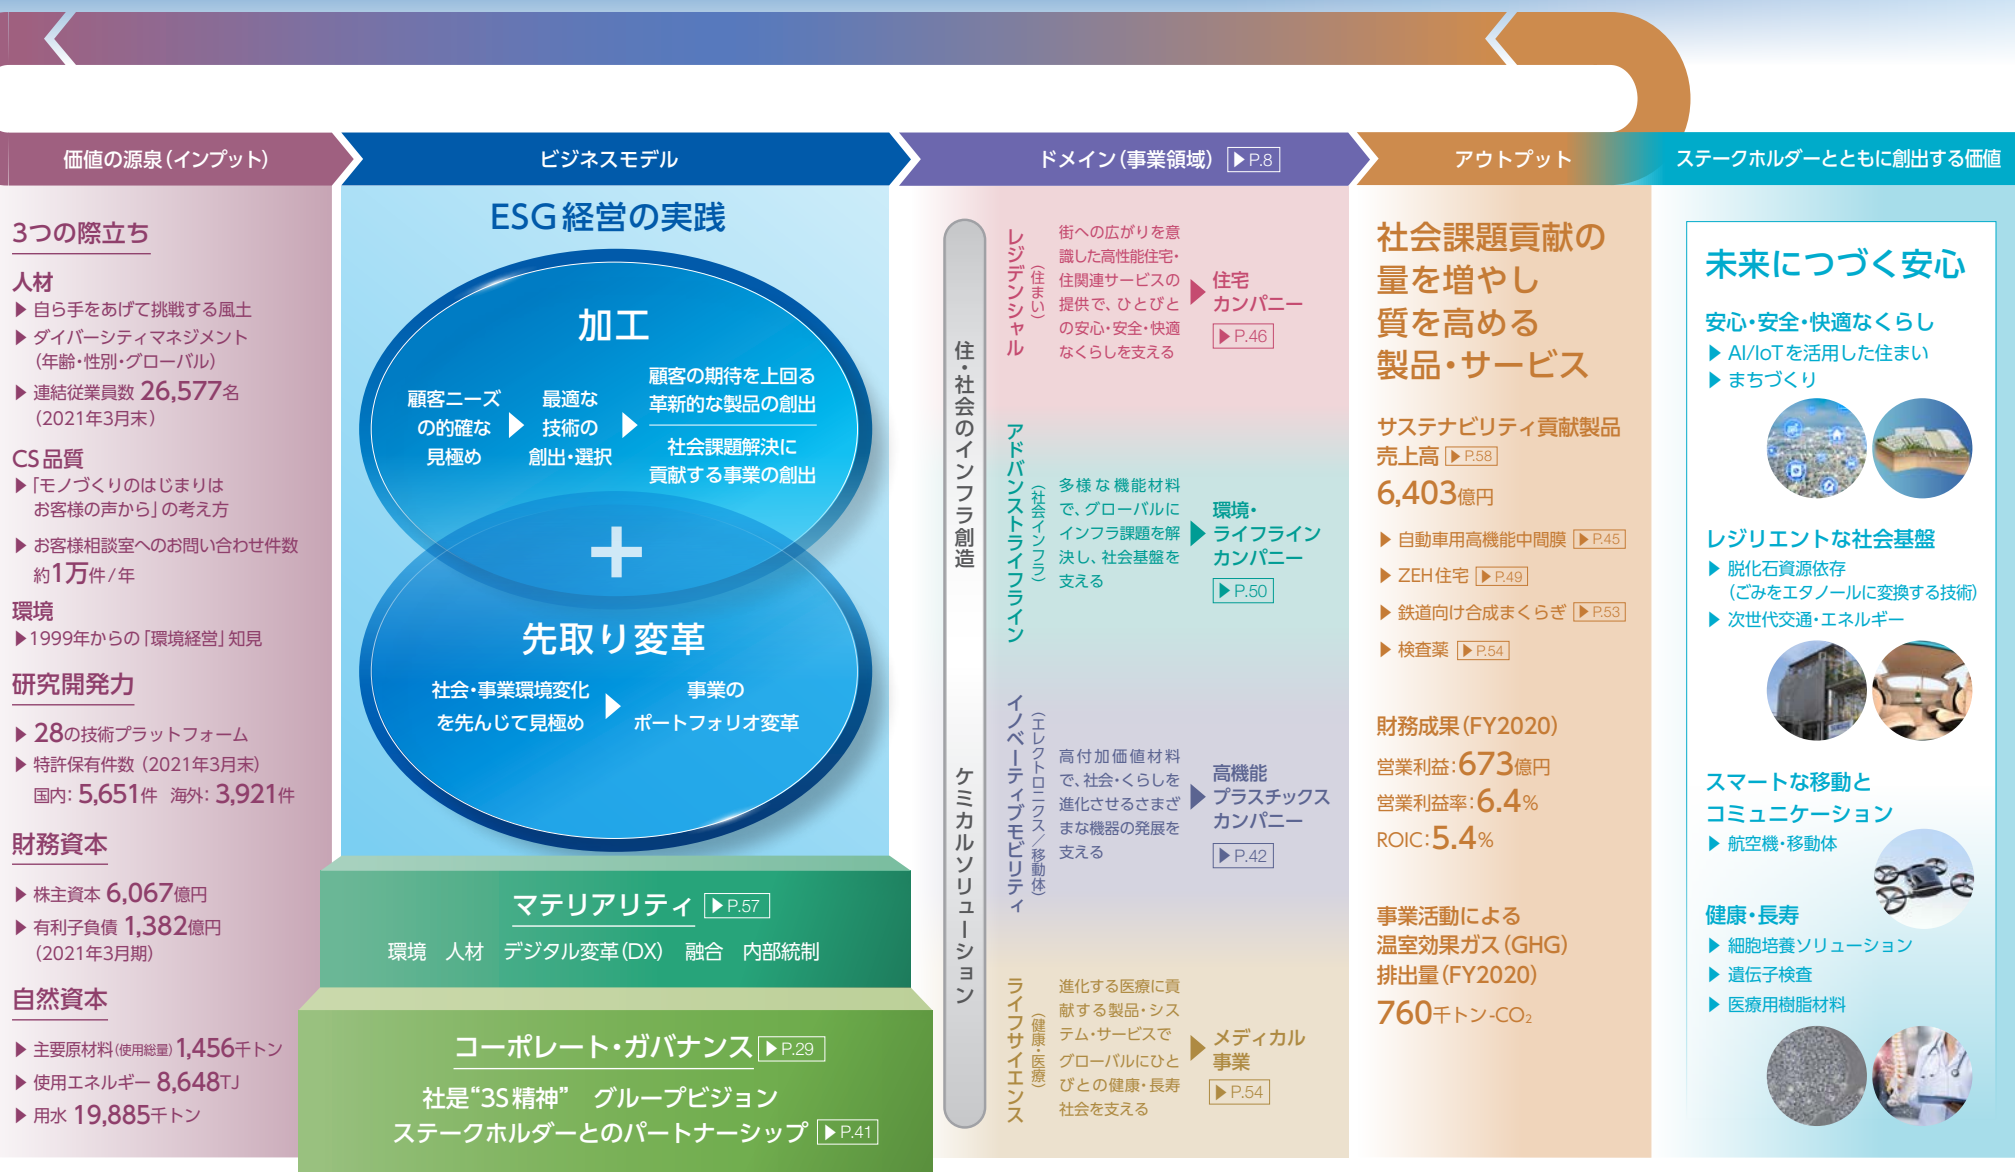 価値の源泉（インプット）
3つの際立ち
人材
▶ 自ら手をあげて挑戦する風土
▶ ダイバーシティマネジメント
（年齢・性別・グローバル）
▶ 連結従業員数 26,577名
（2021年3月末）
CS品質
▶「モノづくりのはじまりは
お客様の声から」の考え方
▶ お客様相談室へのお問い合わせ件数
約1万件/年
環境
▶1999年からの「環境経営」知見
研究開発力
▶ 28の技術プラットフォーム
▶ 特許保有件数（2021年3月末）
国内：5,651件 海外：3,921件
財務資本
▶ 株主資本 6,067億円
▶ 有利子負債 1,382億円
（2021年3月期）
自然資本
▶ 主要原材料（使用総量）1,456千トン
▶ 使用エネルギー 8,648TJ
▶ 用水 19,885千トン
ビジネスモデル
ESG経営の実践
加工
顧客ニーズ
の的確な
見極め
▶
最適な
技術の
創出・選択
▶
顧客の期待を上回る
革新的な製品の創出
社会課題解決に
貢献する事業の創出
＋
先取り変革
社会・事業環境変化
を先んじて見極め
▶
事業の
ポートフォリオ変革
マテリアリティ ▶P.57
環境 人材 デジタル変革（DX） 融合 内部統制
コーポレート・ガバナンス ▶P.29
社是“3S精神” グループビジョン
ステークホルダーとのパートナーシップ ▶P.41
ドメイン（事業領域） ▶P.8
住・社会のインフラ創造
ケミカルソリューション
レジデンシャル
（住まい）
街への広がりを意
識した高性能住宅・
住関連サービスの
提供で、ひとびと
の安心・安全・快適
なくらしを支える
▶
住宅
カンパニー
▶P.46
アドバンストライフライン
（社会インフラ）
多様な機能材料
で、グローバルに
インフラ課題を解
決し、社会基盤を
支える
▶
環境・
ライフライン
カンパニー
▶P.50
イノベーティブモビリティ
（エレクトロニクス／移動体）
高付加価値材料
で、社会・くらしを
進化させるさまざ
まな機器の発展を
支える
▶
高機能
プラスチックス
カンパニー
▶P.42
ライフサイエンス
（健康・医療）
進化する医療に貢
献する製品・シス
テム・サービスで
グローバルにひと
びとの健康・長寿
社会を支える
▶
メディカル
事業
▶P.54
アウトプット
社会課題貢献の
量を増やし
質を高める
製品・サービス
サステナビリティ貢献製品
売上高 ▶P.58
6,403億円
▶ 自動車用高機能中間膜 ▶P.45
▶ ZEH住宅 ▶P.49
▶ 鉄道向け合成まくらぎ ▶P.53
▶ 検査薬 ▶P.54
財務成果（FY2020）
営業利益：673億円
営業利益率：6.4%
ROIC：5.4%
事業活動による
温室効果ガス（GHG）
排出量（FY2020）
760千トン-CO₂
ステークホルダーとともに創出する価値
未来につづく安心
安心・安全・快適なくらし
▶ AI/IoTを活用した住まい
▶ まちづくり
レジリエントな社会基盤
▶ 脱化石資源依存
（ごみをエタノールに変換する技術）
▶ 次世代交通・エネルギー
スマートな移動と
コミュニケーション
▶ 航空機・移動体
健康・長寿
▶ 細胞培養ソリューション
▶ 遺伝子検査
▶ 医療用樹脂材料